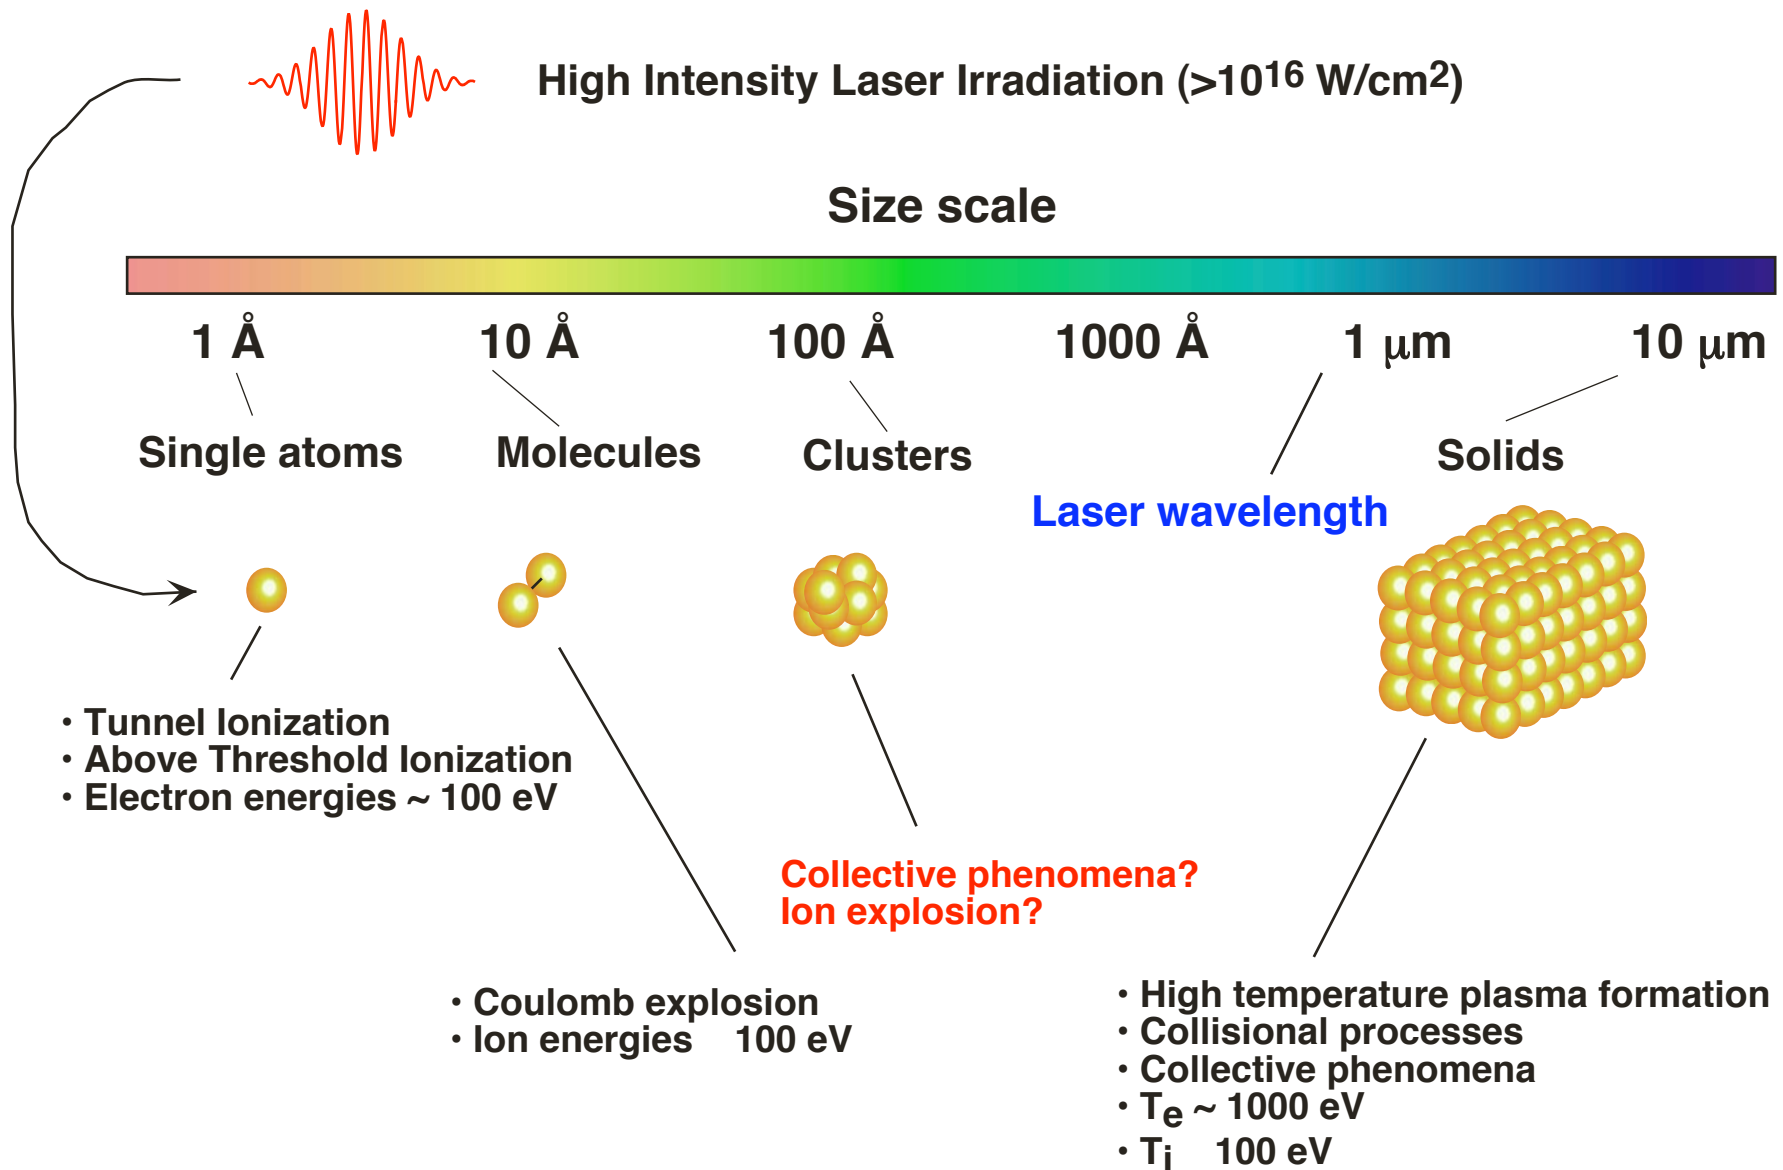 High Intensity Laser Irradiation (>10¹⁶ W/cm²)
Size scale
1 Å 10 Å 100 Å 1000 Å 1 μm 10 μm
Single atoms Molecules Clusters Solids
Laser wavelength
• Tunnel Ionization
• Above Threshold Ionization
• Electron energies ~ 100 eV
Collective phenomena?
Ion explosion?
• Coulomb explosion
• Ion energies 100 eV
• High temperature plasma formation
• Collisional processes
• Collective phenomena
• Te ~ 1000 eV
• Ti 100 eV